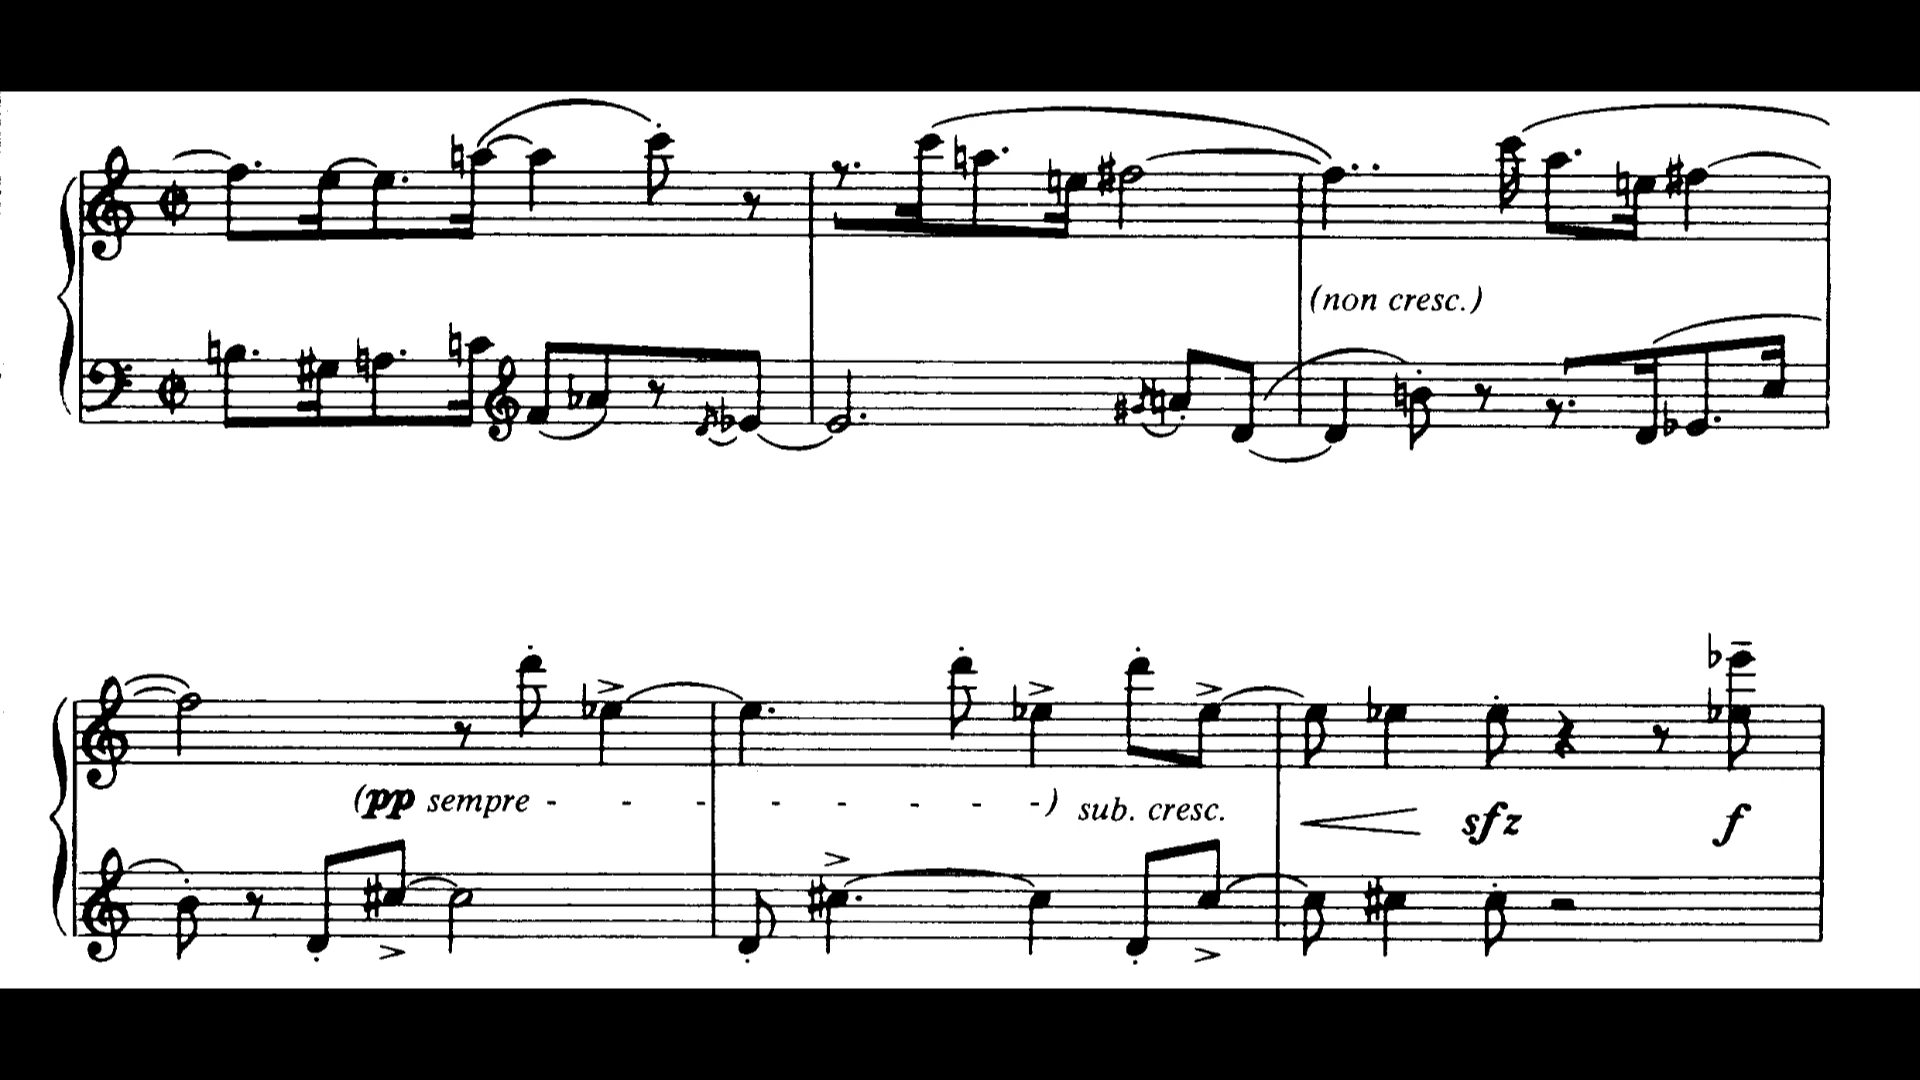 (non cresc.)
(pp sempre - - - - - - - -) sub. cresc.
sfz f